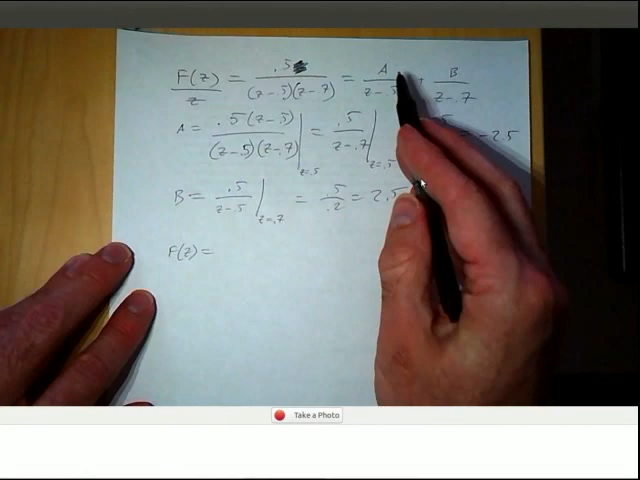 F(z)/z = .5/((z-.5)(z-.7)) = A/(z-.5) + B/(z-.7)
A = .5(z-.5)/((z-.5)(z-.7))|z=.5 = .5/(z-.7)|z=.5 = -2.5
B = .5/(z-.5)|z=.7 = .5/.2 = 2.5
F(z) =
Take a Photo